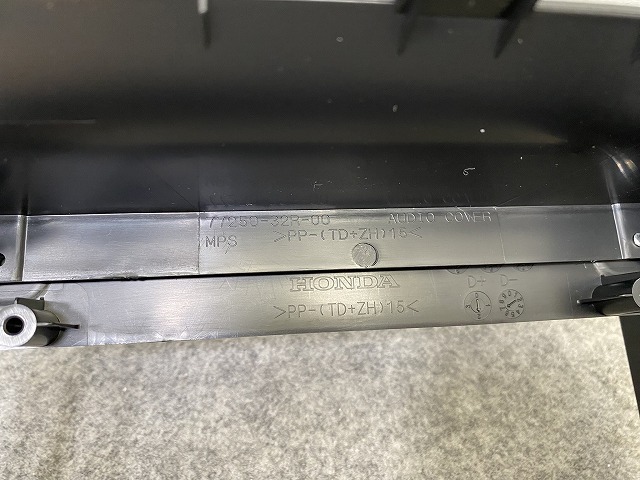 77250-32R-00 AUDIO COVER
MPS >PP-(TD+ZH)15<
HONDA
>PP-(TD+ZH)15<